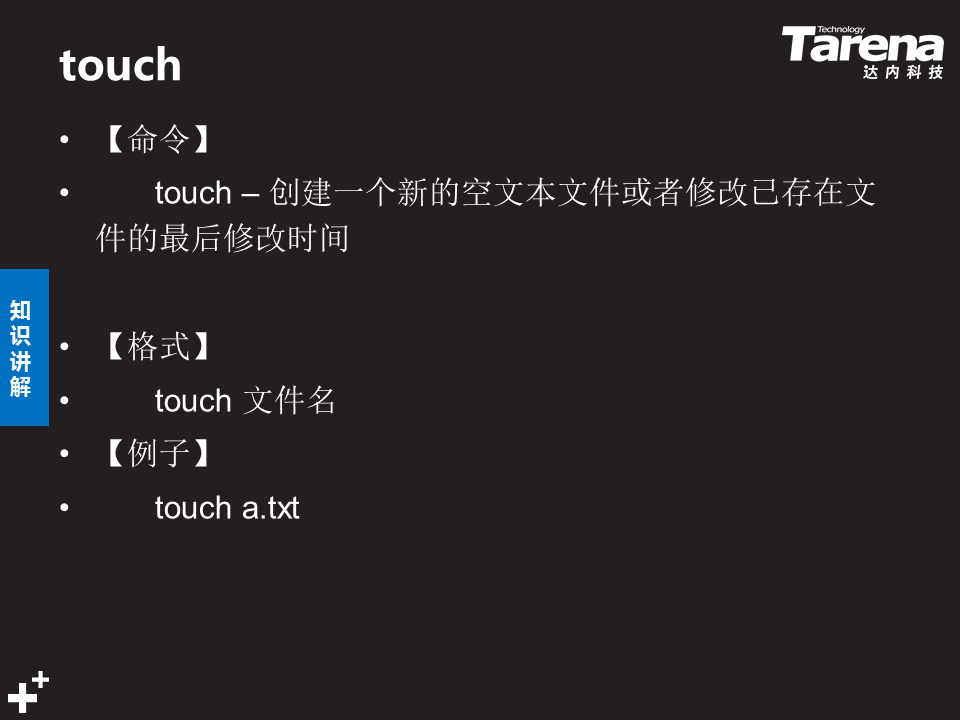 touch
Technology
Tarena
达内科技
• 【命令】
• touch – 创建一个新的空文本文件或者修改已存在文
件的最后修改时间
知
识
讲
解
• 【格式】
• touch 文件名
• 【例子】
• touch a.txt